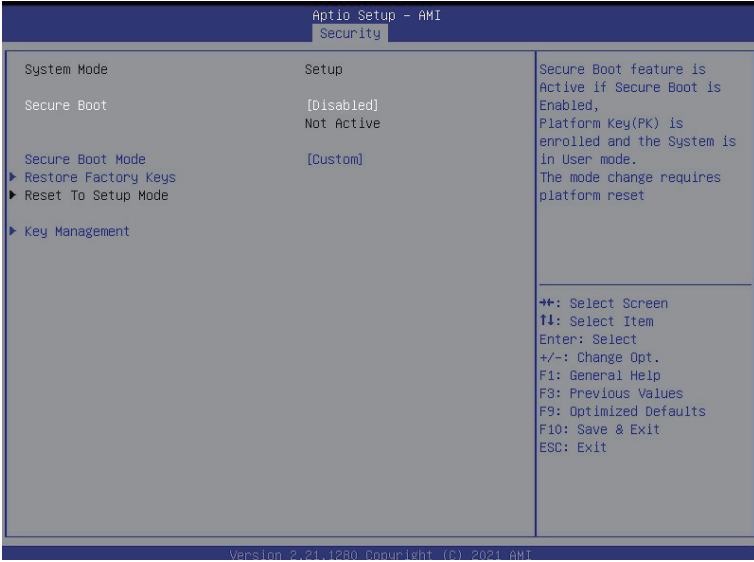 Aptio Setup - AMI
Security
System Mode Setup
Secure Boot [Disabled]
Not Active
Secure Boot Mode [Custom]
▶ Restore Factory Keys
▶ Reset To Setup Mode
▶ Key Management
Secure Boot feature is
Active if Secure Boot is
Enabled,
Platform Key(PK) is
enrolled and the System is
in User mode.
The mode change requires
platform reset
→←: Select Screen
↑↓: Select Item
Enter: Select
+/-: Change Opt.
F1: General Help
F3: Previous Values
F9: Optimized Defaults
F10: Save & Exit
ESC: Exit
Version 2.21.1280 Copyright (C) 2021 AMI